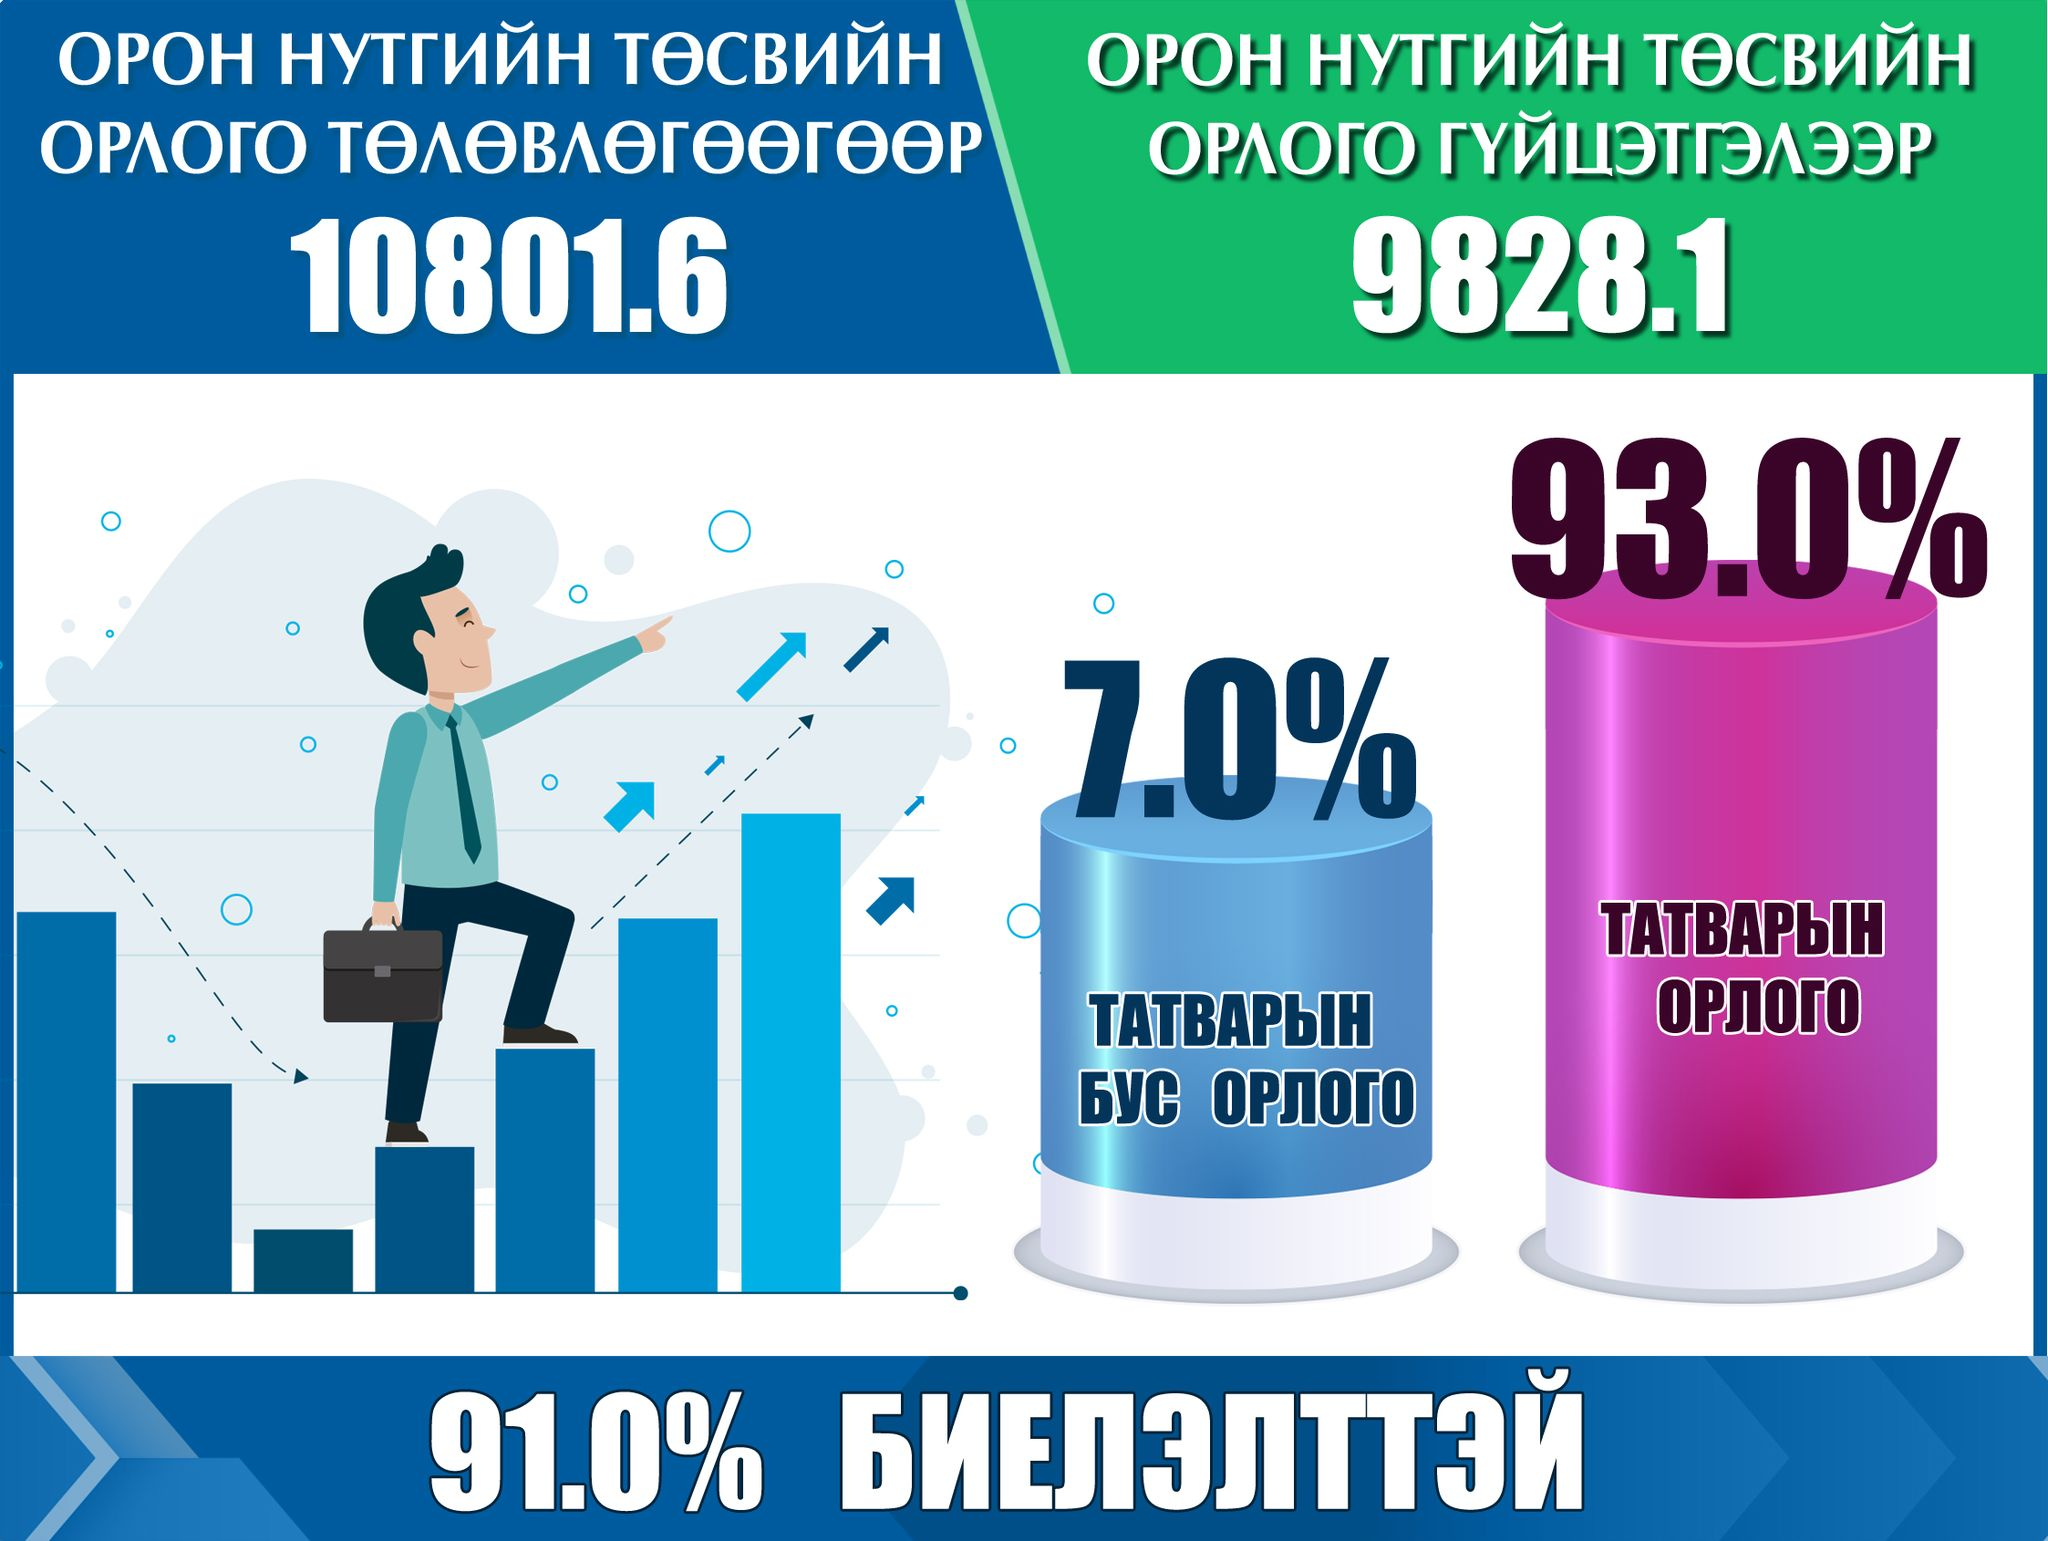 ОРОН НУТГИЙН ТӨСВИЙН
ОРЛОГО ТӨЛӨВЛӨГӨӨГӨӨР
10801.6
ОРОН НУТГИЙН ТӨСВИЙН
ОРЛОГО ГҮЙЦЭТГЭЛЭЭР
9828.1
7.0%
ТАТВАРЫН
БУС ОРЛОГО
93.0%
ТАТВАРЫН
ОРЛОГО
91.0% БИЕЛЭЛТТЭЙ